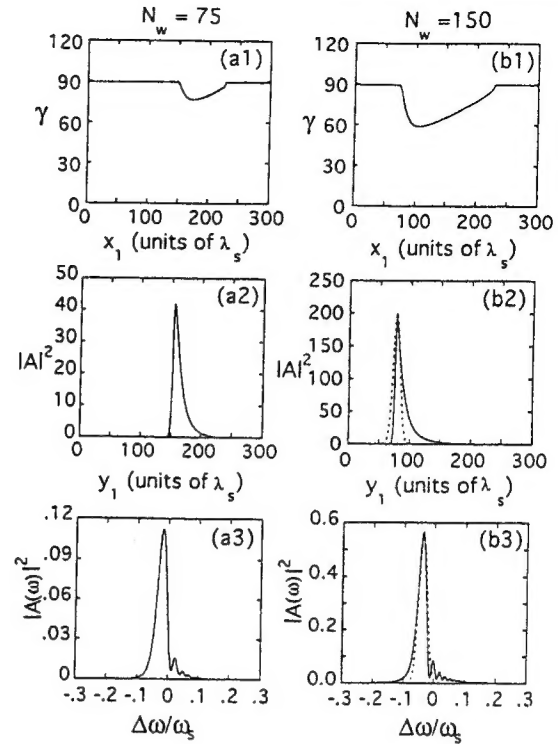 N_w = 75 N_w =150
120 (a1) 120 (b1)
90 90
γ γ
60 60
30 30
0 0
0 100 200 300 0 100 200 300
x_1 (units of λ_s) x_1 (units of λ_s)
50 (a2) 250 (b2)
40 200
30 150
|A|^2 |A|^2
20 100
10 50
0 0
0 100 200 300 0 100 200 300
y_1 (units of λ_s) y_1 (units of λ_s)
.12 (a3) 0.6 (b3)
.09
|A(ω)|^2 0.4 |A(ω)|^2
.06
0.2
.03
0 0.0
-.3 -.2 -.1 0 .1 .2 .3 -.3 -.2 -.1 0 .1 .2 .3
Δω/ω_s Δω/ω_s